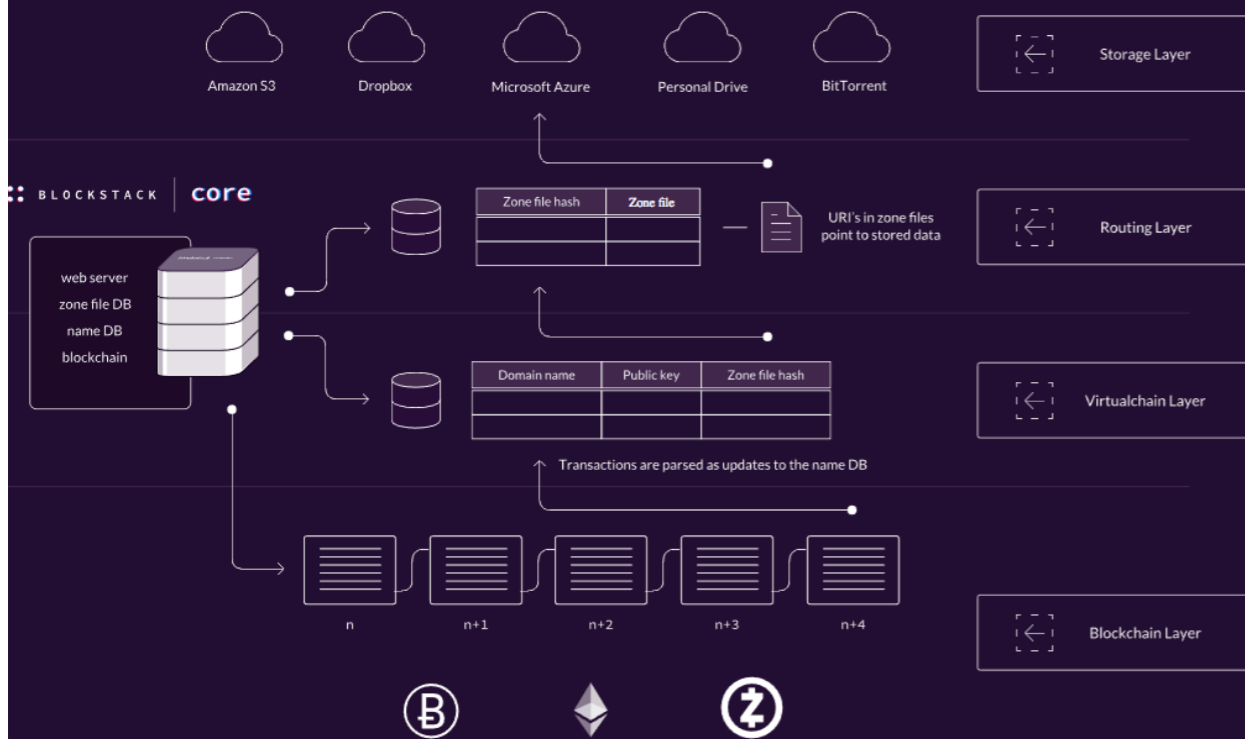 Amazon S3
Dropbox
Microsoft Azure
Personal Drive
BitTorrent
Storage Layer
BLOCKSTACK
core
Zone file hash
Zone file
URI's in zone files
point to stored data
Routing Layer
web server
zone file DB
name DB
blockchain
Domain name
Public key
Zone file hash
Virtualchain Layer
Transactions are parsed as updates to the name DB
n
n+1
n+2
n+3
n+4
Blockchain Layer